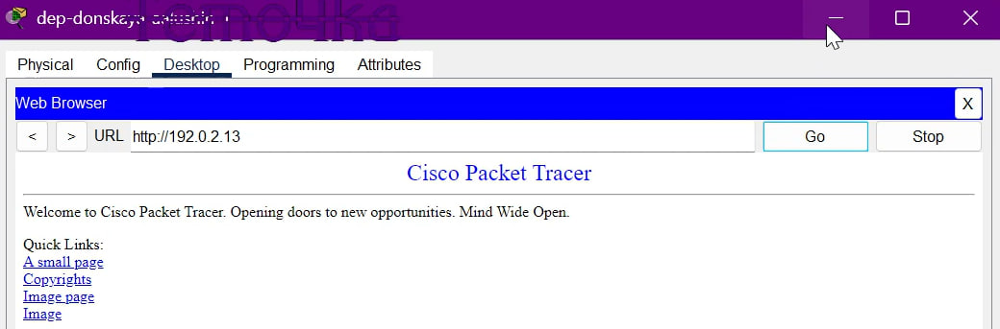 dep-donskaya
Темочка
Physical Config Desktop Programming Attributes
Web Browser X
< > URL http://192.0.2.13 Go Stop
Cisco Packet Tracer
Welcome to Cisco Packet Tracer. Opening doors to new opportunities. Mind Wide Open.
Quick Links:
A small page
Copyrights
Image page
Image